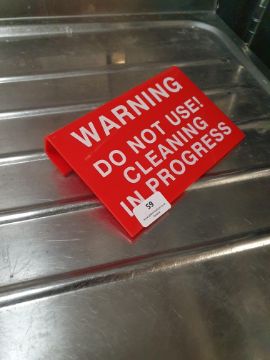 WARNING
DO NOT USE!
CLEANING
IN PROGRESS
59